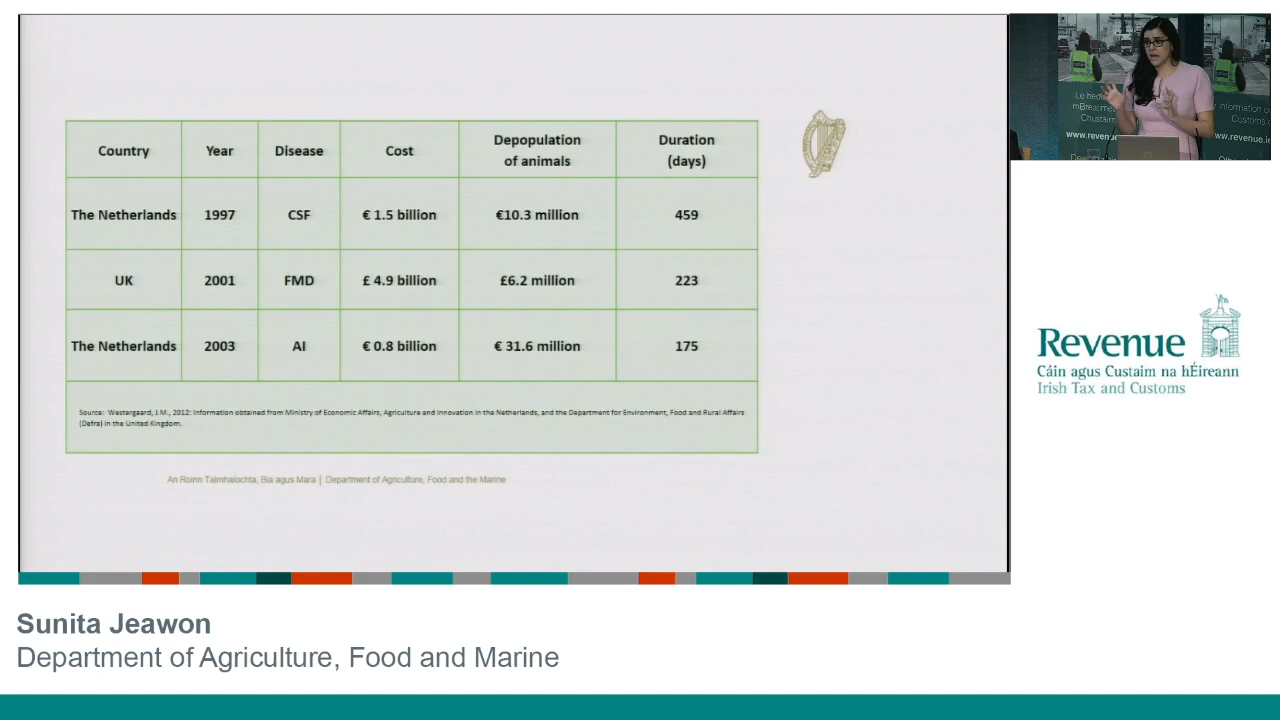 Country Year Disease Cost Depopulation of animals Duration (days)
The Netherlands 1997 CSF € 1.5 billion €10.3 million 459
UK 2001 FMD £ 4.9 billion £6.2 million 223
The Netherlands 2003 AI € 0.8 billion € 31.6 million 175
Source: Westergaard, J.M., 2012: Information obtained from Ministry of Economic Affairs, Agriculture and Innovation in the Netherlands, and the Department for Environment, Food and Rural Affairs
(Defra) in the United Kingdom.
An Roinn Talmhaíochta, Bia agus Mara | Department of Agriculture, Food and the Marine
www.revenue.ie
Revenue
Cáin agus Custaim na hÉireann
Irish Tax and Customs
Sunita Jeawon
Department of Agriculture, Food and Marine